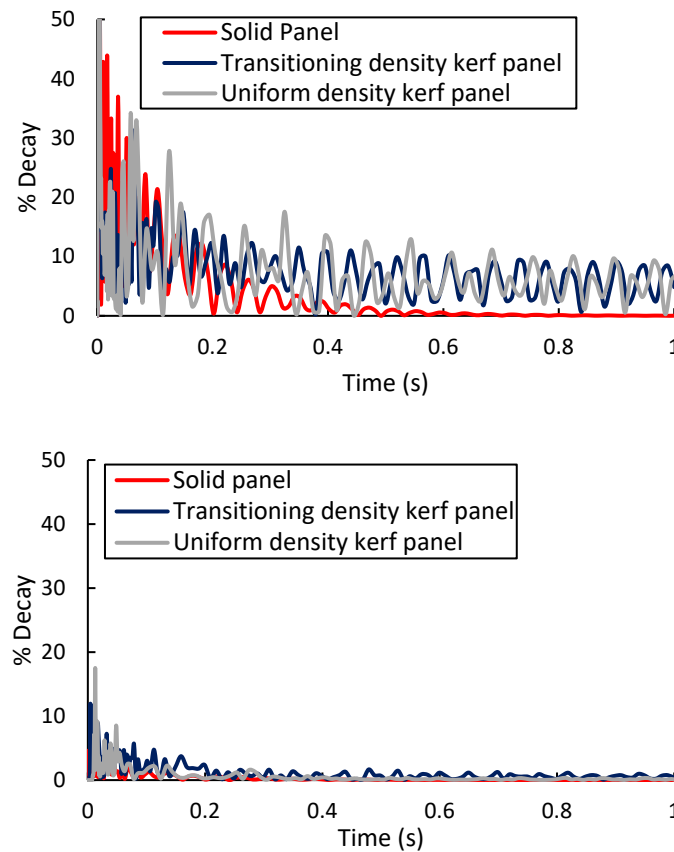 50
40
30
20
10
0
% Decay
Solid Panel
Transitioning density kerf panel
Uniform density kerf panel
0 0.2 0.4 0.6 0.8 1
Time (s)
50
40
30
20
10
0
% Decay
Solid panel
Transitioning density kerf panel
Uniform density kerf panel
0 0.2 0.4 0.6 0.8 1
Time (s)